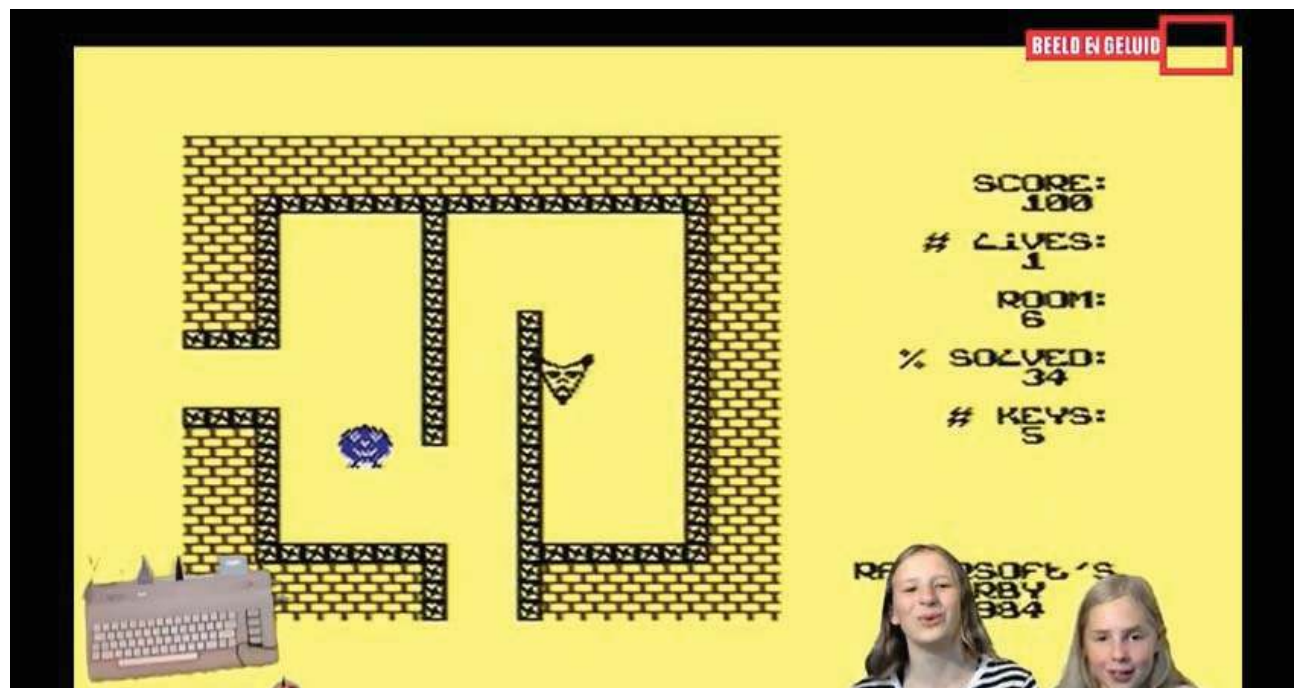 BEELD EN GELUID
SCORE:
100
# LiVES:
1
ROOM:
6
% SOLVED:
34
# KEYS:
5